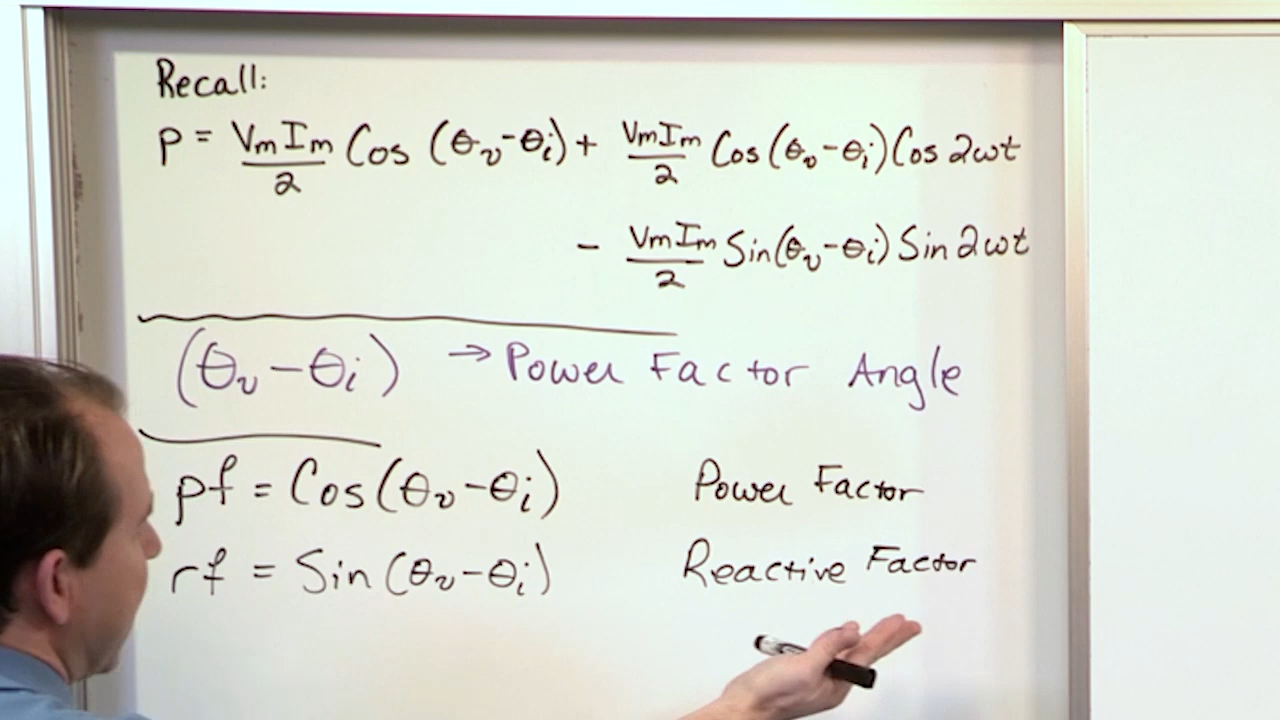 Recall:
p = VmIm/2 Cos (θv-θi) + VmIm/2 Cos(θv-θi) Cos 2ωt
- VmIm/2 Sin(θv-θi) Sin 2ωt
(θv-θi) → Power Factor Angle
pf = Cos(θv-θi) Power Factor
rf = Sin(θv-θi) Reactive Factor